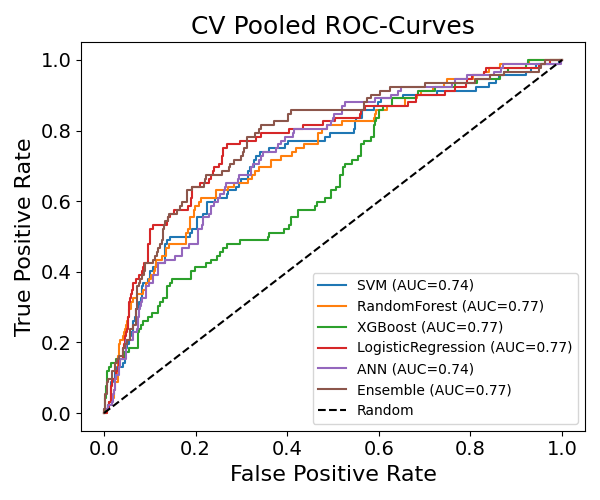 CV Pooled ROC-Curves
True Positive Rate
1.0
0.8
0.6
0.4
0.2
0.0
SVM (AUC=0.74)
RandomForest (AUC=0.77)
XGBoost (AUC=0.77)
LogisticRegression (AUC=0.77)
ANN (AUC=0.74)
Ensemble (AUC=0.77)
Random
0.0 0.2 0.4 0.6 0.8 1.0
False Positive Rate